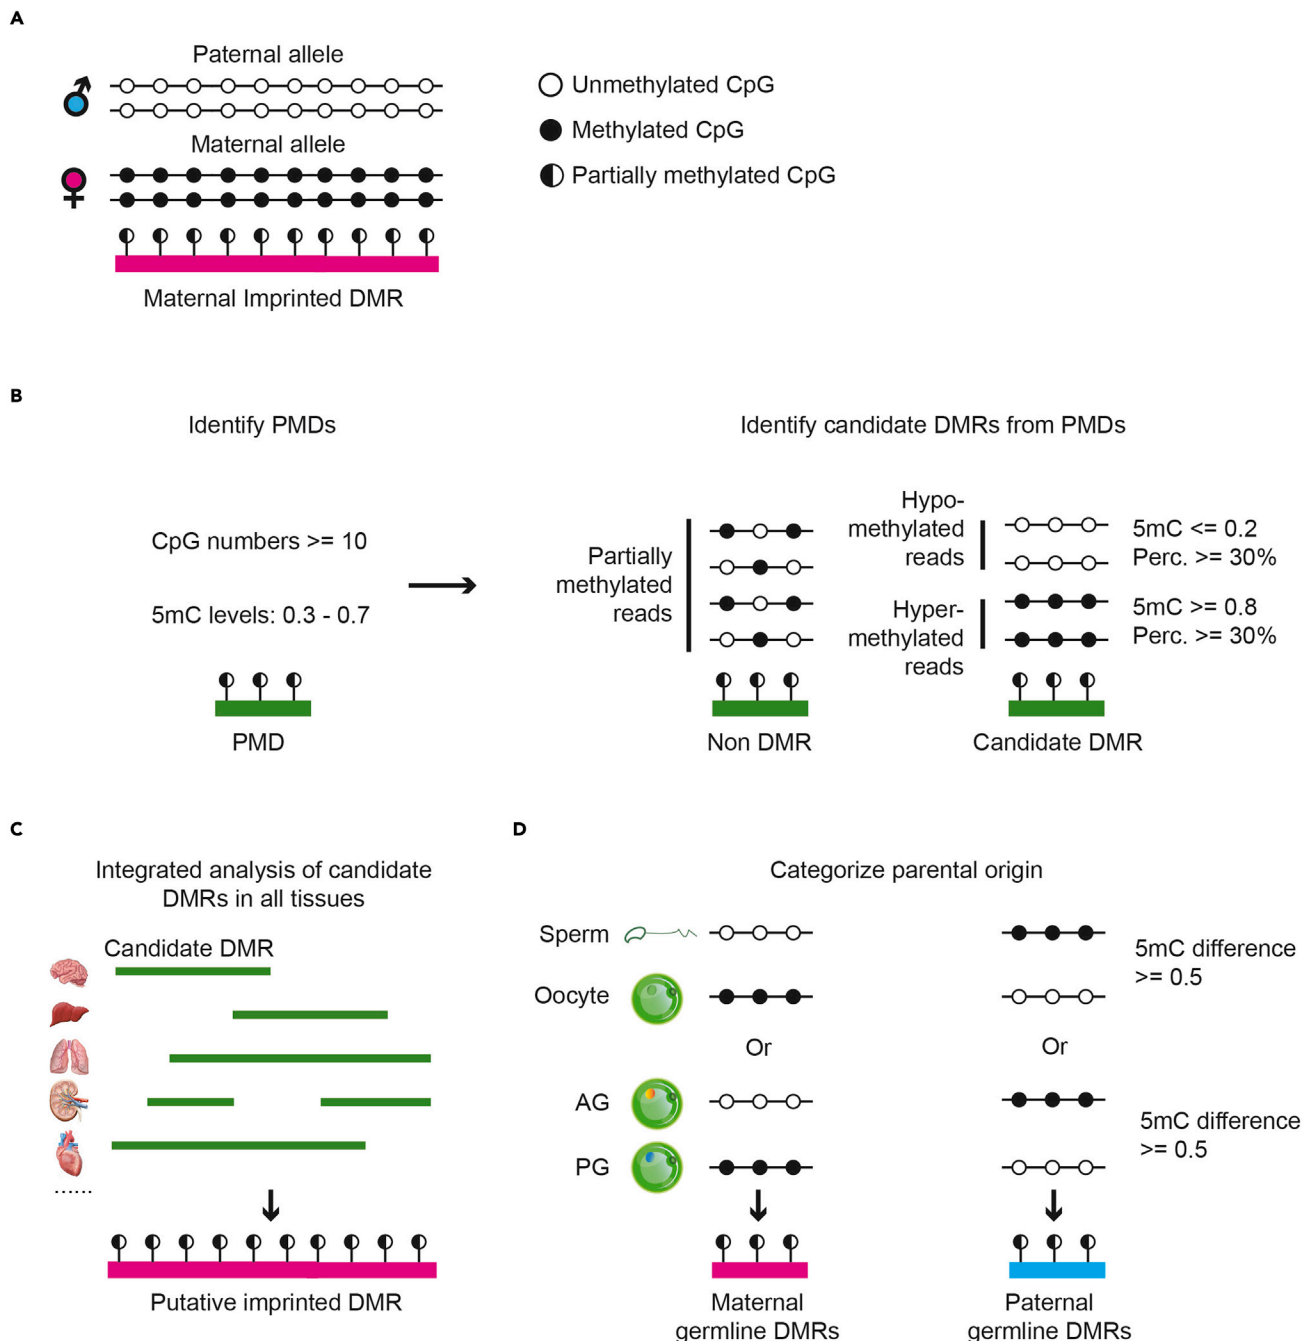 A
Paternal allele
Maternal allele
Maternal Imprinted DMR
Unmethylated CpG
Methylated CpG
Partially methylated CpG
B
Identify PMDs
CpG numbers >= 10
5mC levels: 0.3 - 0.7
PMD
Identify candidate DMRs from PMDs
Partially
methylated
reads
Non DMR
Hypo-
methylated
reads
5mC <= 0.2
Perc. >= 30%
Hyper-
methylated
reads
5mC >= 0.8
Perc. >= 30%
Candidate DMR
C
Integrated analysis of candidate
DMRs in all tissues
Candidate DMR
......
Putative imprinted DMR
D
Categorize parental origin
Sperm
Oocyte
5mC difference
>= 0.5
Or
Or
AG
PG
5mC difference
>= 0.5
Maternal
germline DMRs
Paternal
germline DMRs